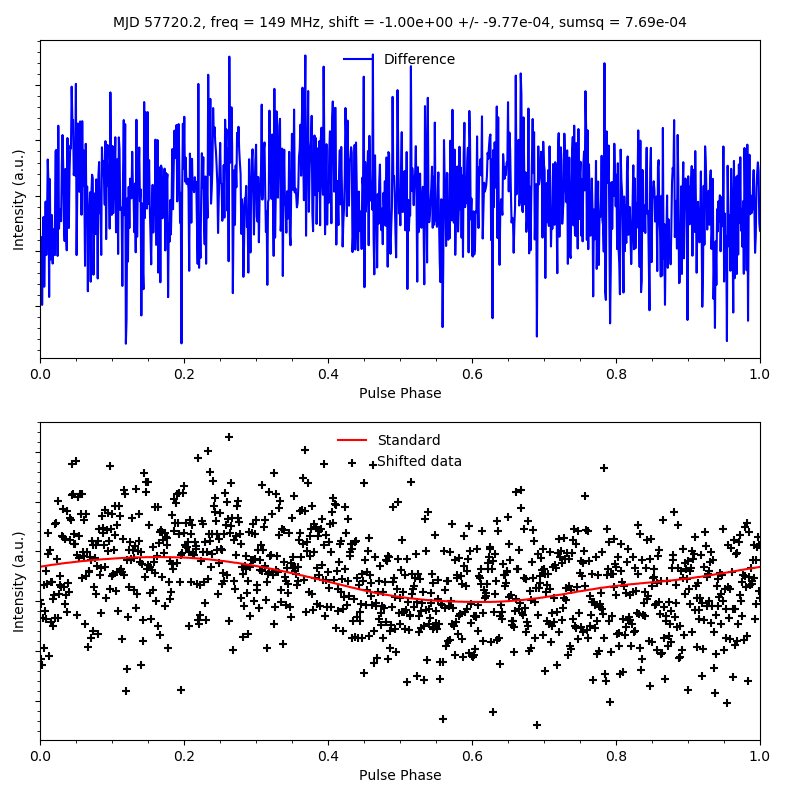 MJD 57720.2, freq = 149 MHz, shift = -1.00e+00 +/- -9.77e-04, sumsq = 7.69e-04
Difference
Intensity (a.u.)
0.0 0.2 0.4 0.6 0.8 1.0
Pulse Phase
Standard
Shifted data
Intensity (a.u.)
0.0 0.2 0.4 0.6 0.8 1.0
Pulse Phase